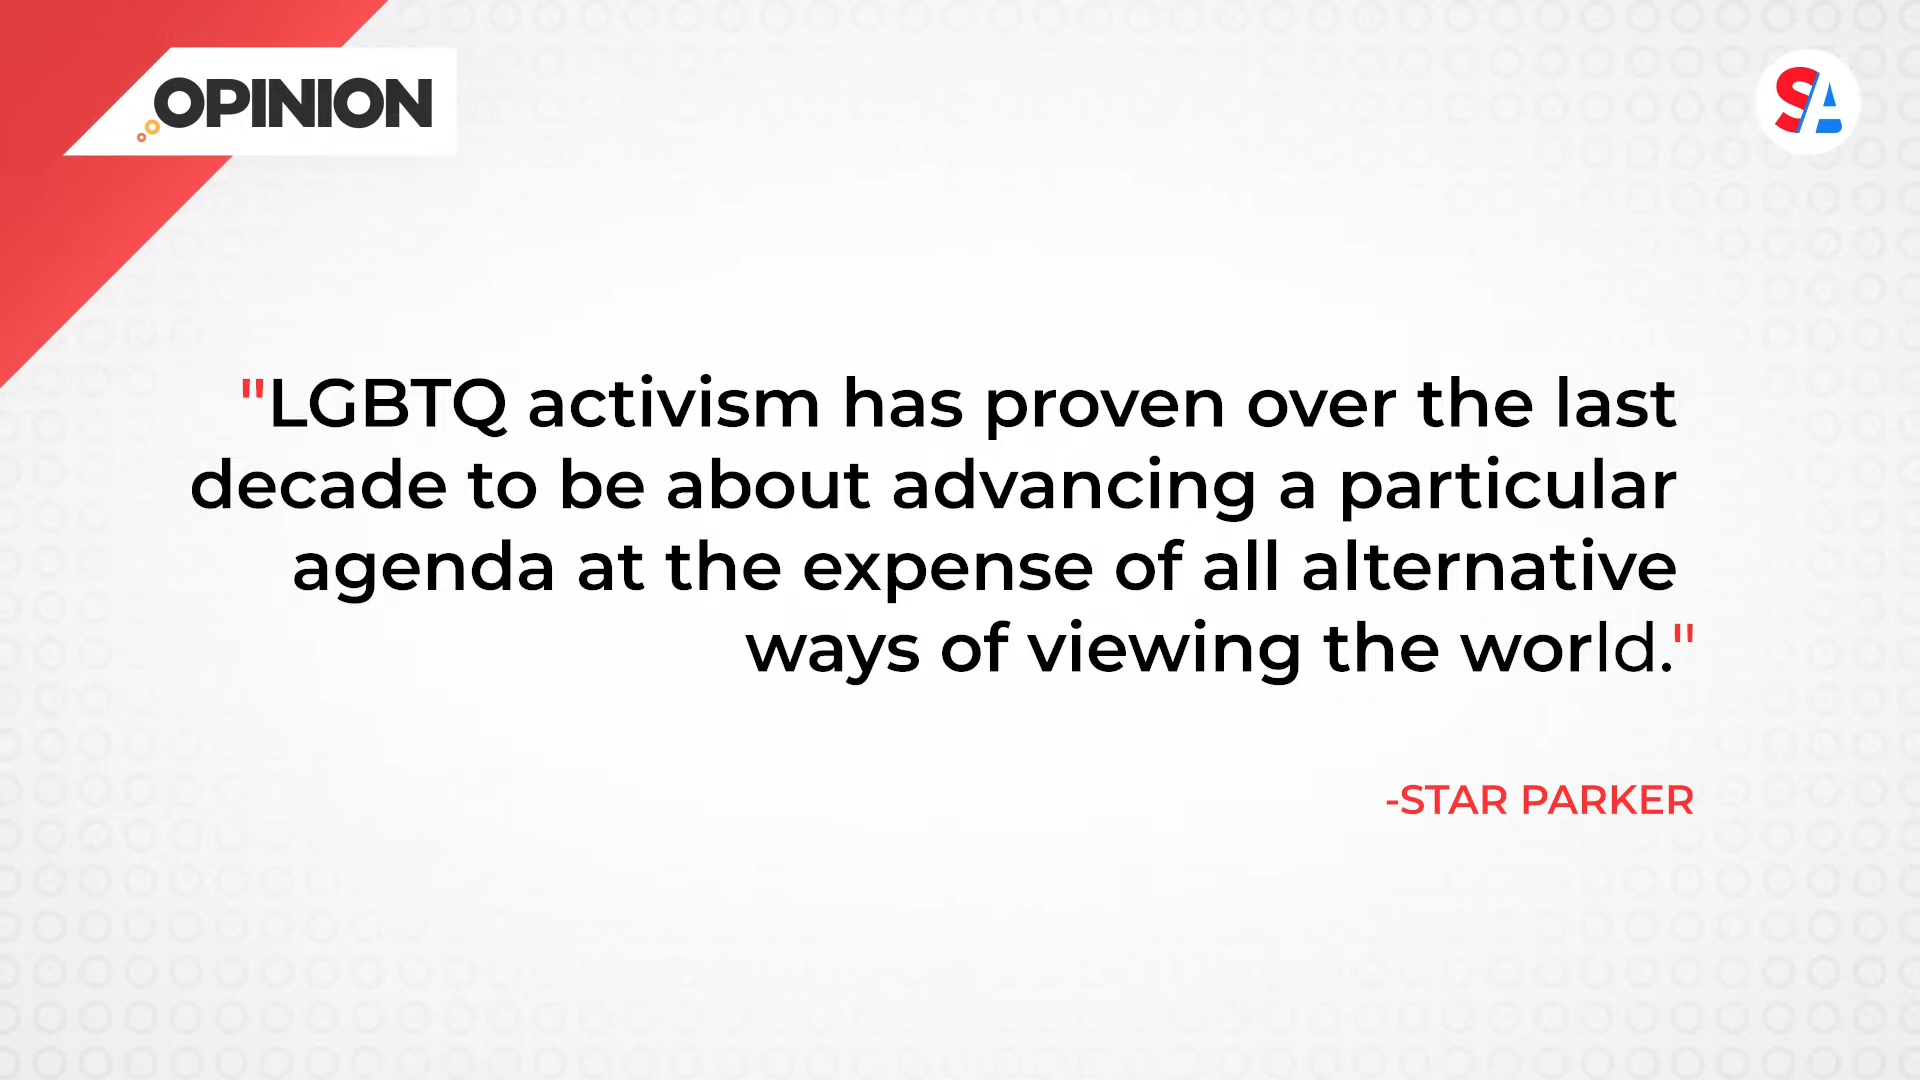 OPINION
SA
"LGBTQ activism has proven over the last
decade to be about advancing a particular
agenda at the expense of all alternative
ways of viewing the world."
-STAR PARKER